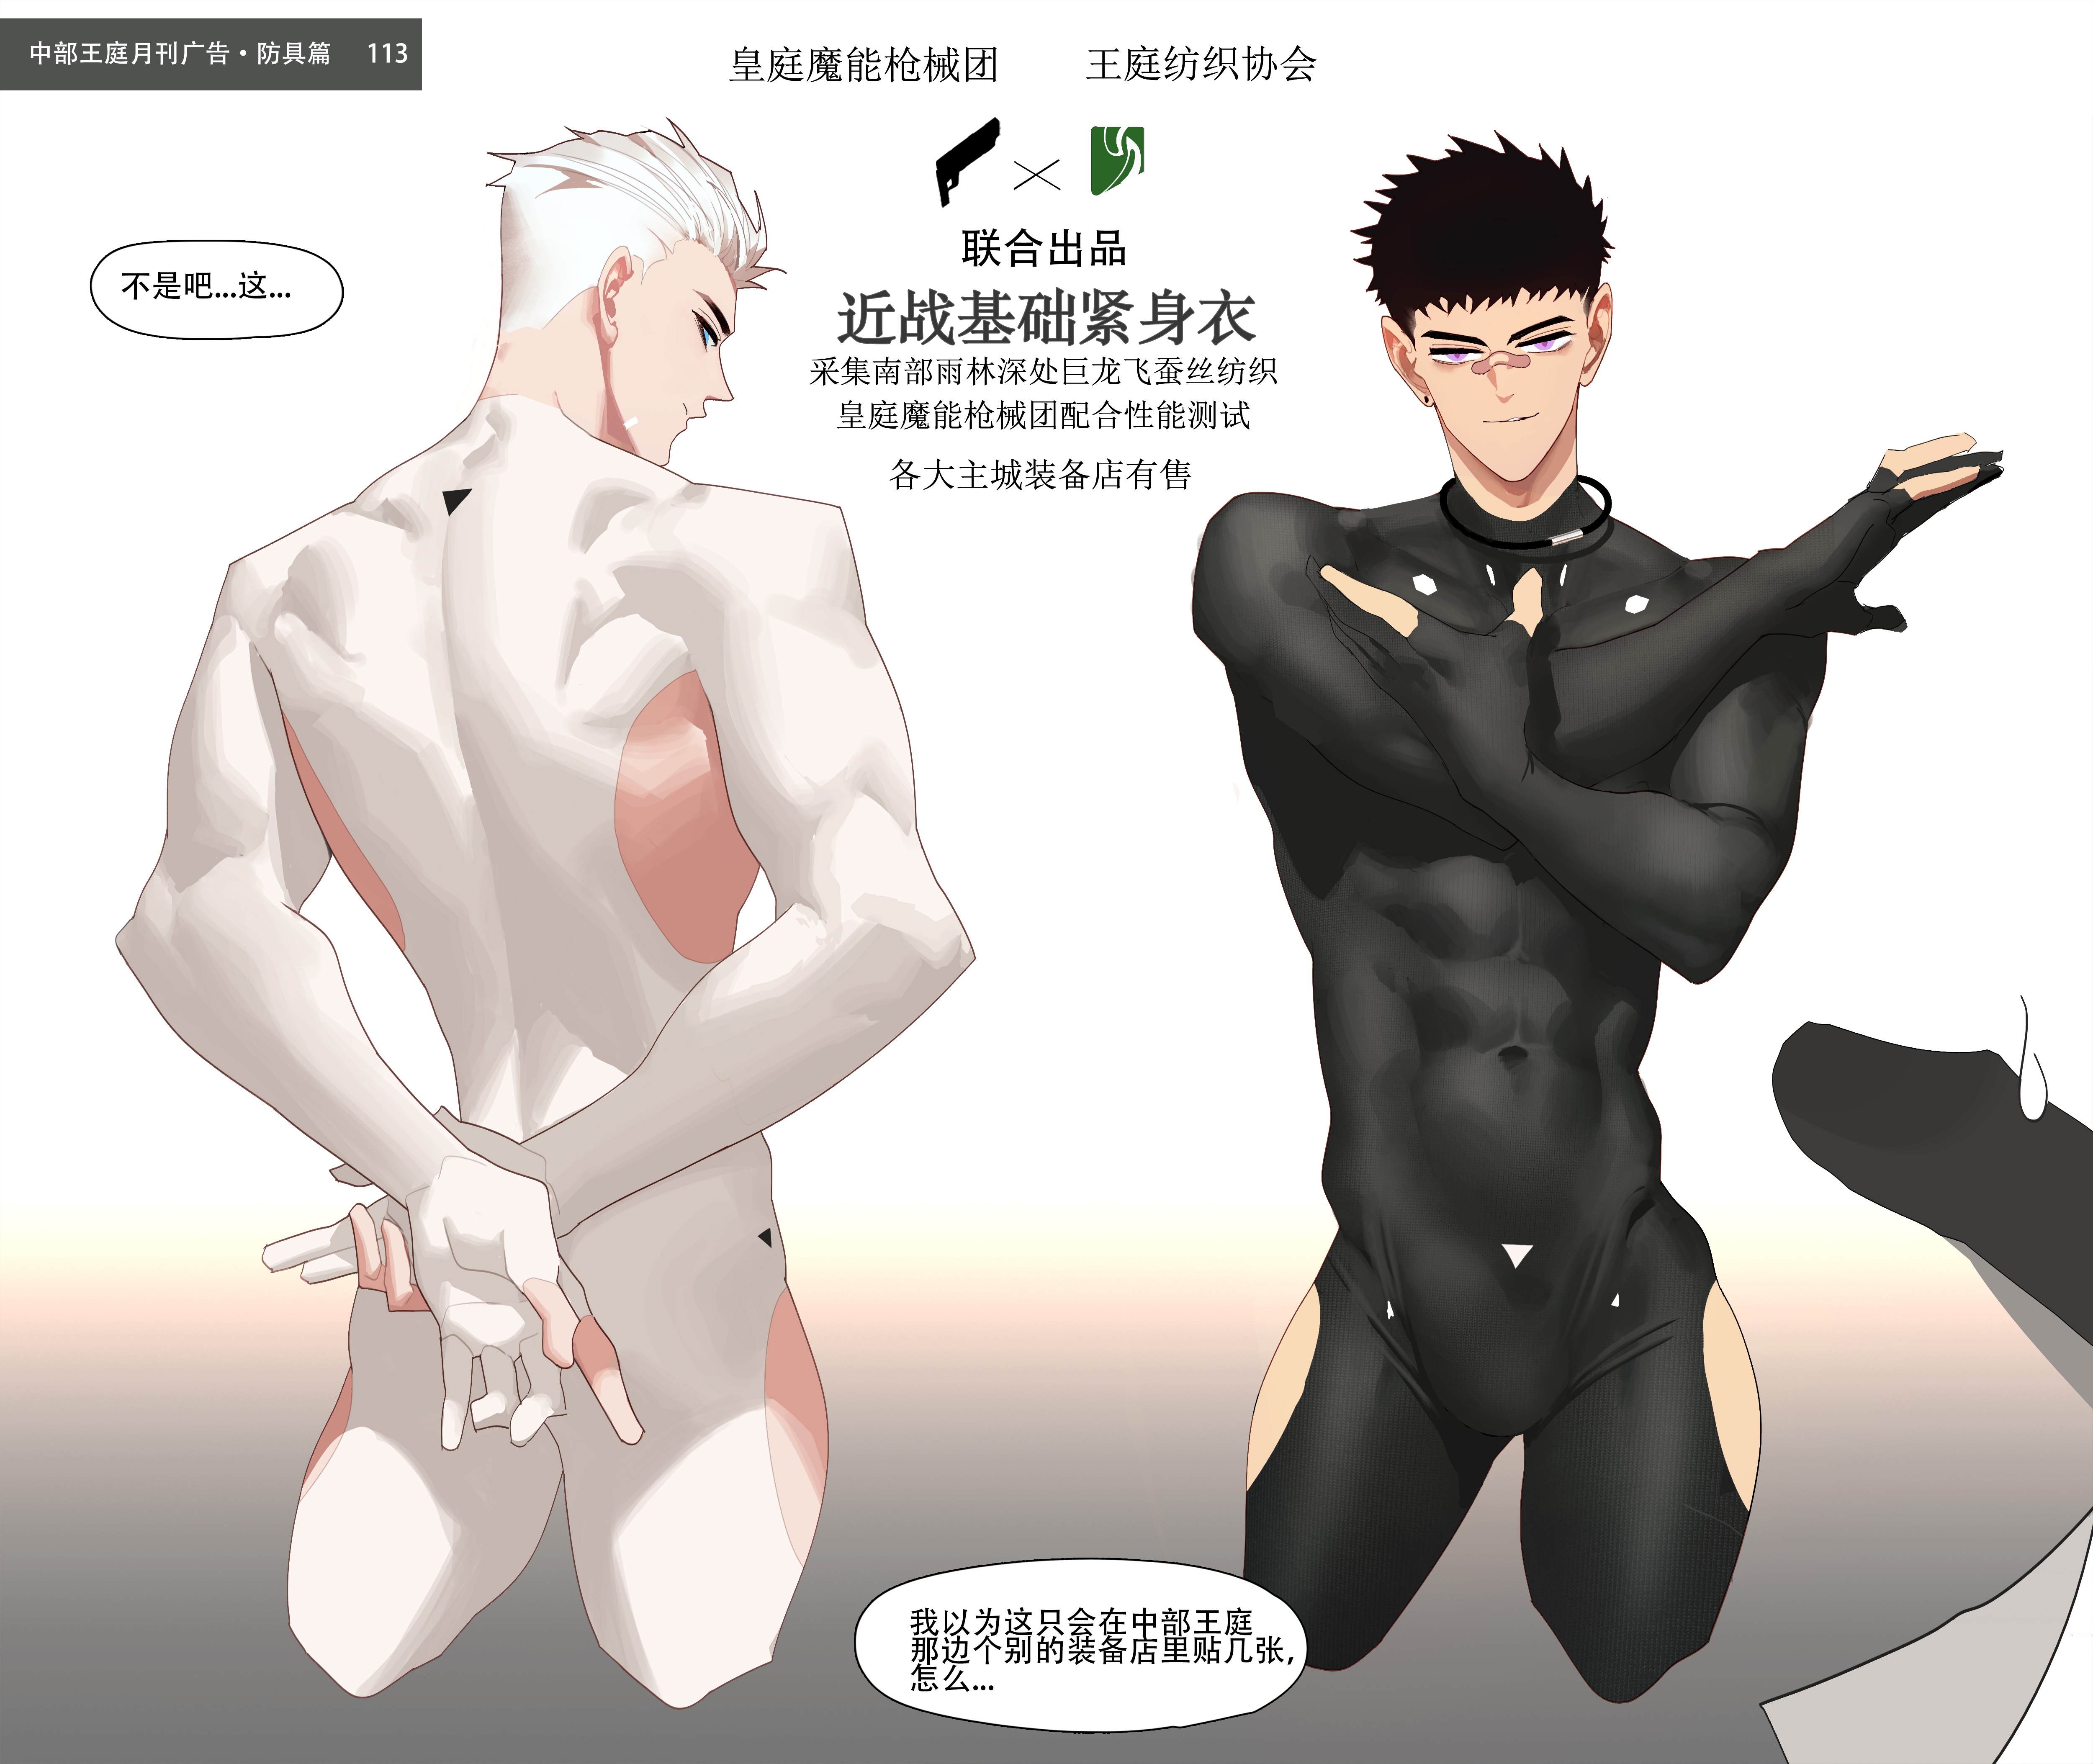 中部王庭月刊广告·防具篇 113
皇庭魔能枪械团 王庭纺织协会
联合出品
近战基础紧身衣
采集南部雨林深处巨龙飞蚕丝纺织
皇庭魔能枪械团配合性能测试
各大主城装备店有售
不是吧...这...
我以为这只会在中部王庭
那边个别的装备店里贴几张,
怎么...